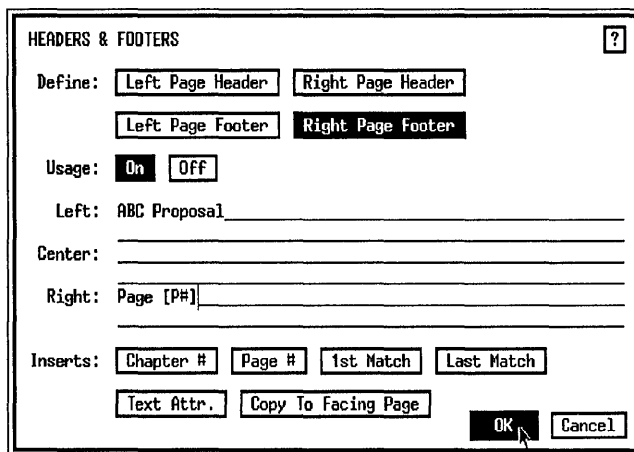 HEADERS & FOOTERS ?
Define: Left Page Header Right Page Header
Left Page Footer Right Page Footer
Usage: On Off
Left: ABC Proposal
Center:
Right: Page [P#]
Inserts: Chapter # Page # 1st Match Last Match
Text Attr. Copy To Facing Page
OK Cancel